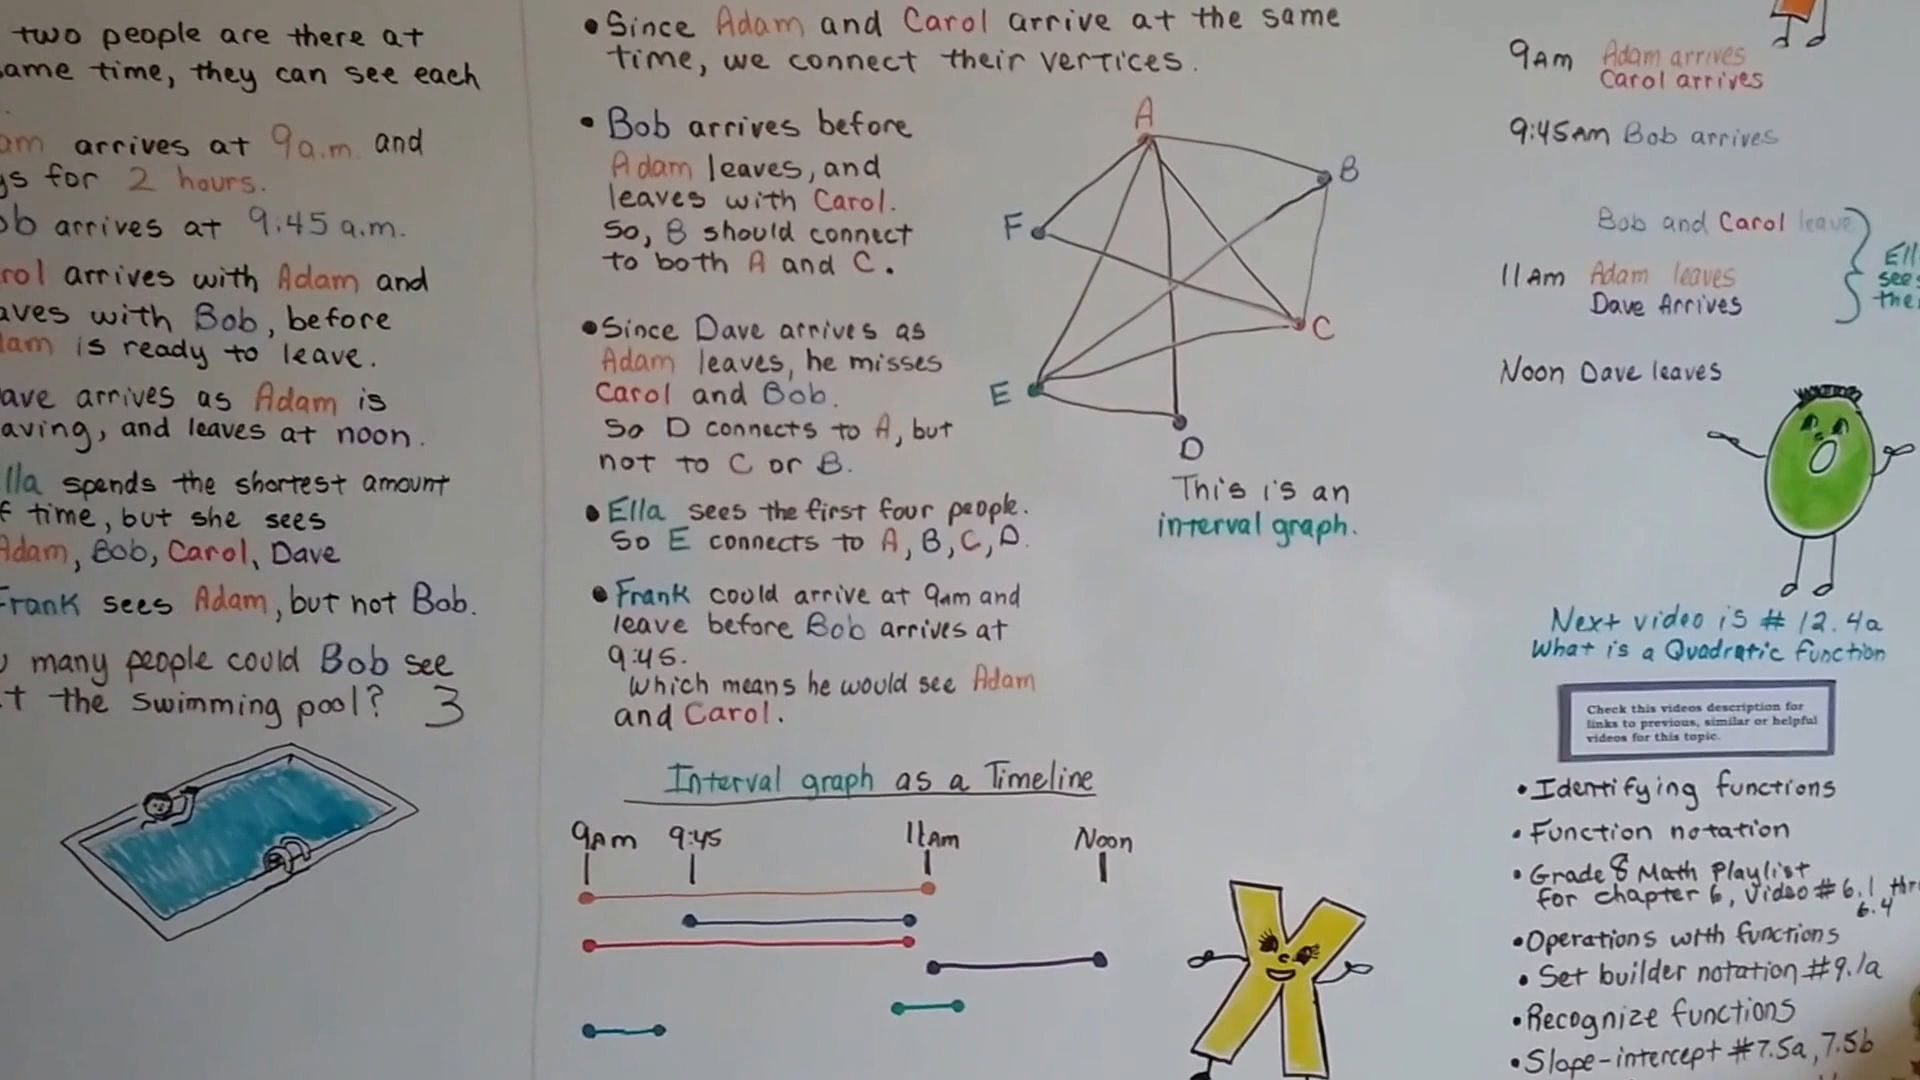 two people are there at
ame time, they can see each
am arrives at 9a.m. and
ys for 2 hours.
ob arrives at 9:45 a.m.
rol arrives with Adam and
aves with Bob, before
dam is ready to leave.
ave arrives as Adam is
aving, and leaves at noon.
lla spends the shortest amount
f time, but she sees
Adam, Bob, Carol, Dave
Frank sees Adam, but not Bob.
many people could Bob see
t the swimming pool? 3
• Since Adam and Carol arrive at the same
time, we connect their vertices.
• Bob arrives before
Adam leaves, and
leaves with Carol.
So, B should connect
to both A and C.
• Since Dave arrives as
Adam leaves, he misses
Carol and Bob.
So D connects to A, but
not to C or B.
• Ella sees the first four people.
So E connects to A, B, C, D.
• Frank could arrive at 9am and
leave before Bob arrives at
9:45.
Which means he would see Adam
and Carol.
A
B
F
C
E
D
This is an
interval graph.
Interval graph as a Timeline
9Am 9:45 11Am Noon
9AM Adam arrives
Carol arrives
9:45AM Bob arrives
Bob and Carol leave
11AM Adam leaves
Dave Arrives
Ell
sees
the
Noon Dave leaves
Next video is # 12.4a
What is a Quadratic function
Check this videos description for
links to previous, similar or helpful
videos for this topic.
• Identifying functions
• Function notation
• Grade 8 Math Playlist
for chapter 6, video # 6.1 thr
6.4
• Operations with functions
• Set builder notation #9.1a
• Recognize functions
• Slope-intercept #7.5a, 7.5b